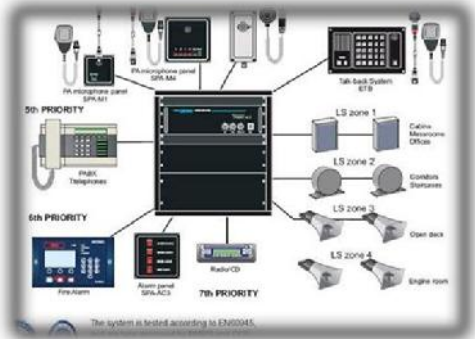 PA microphone panel
SPA-M1
PA microphone panel
SPA-M4
Talk-back System
ETB
5th PRIORITY
LS zone 1
Cabins
Messrooms
Offices
PABX
Telephones
LS zone 2
Corridors
Staircases
6th PRIORITY
LS zone 3
Open deck
LS zone 4
Engine room
Fire Alarm
Alarm panel
SPA-AC3
Radio/CD
7th PRIORITY
The system is tested according to EN60945,